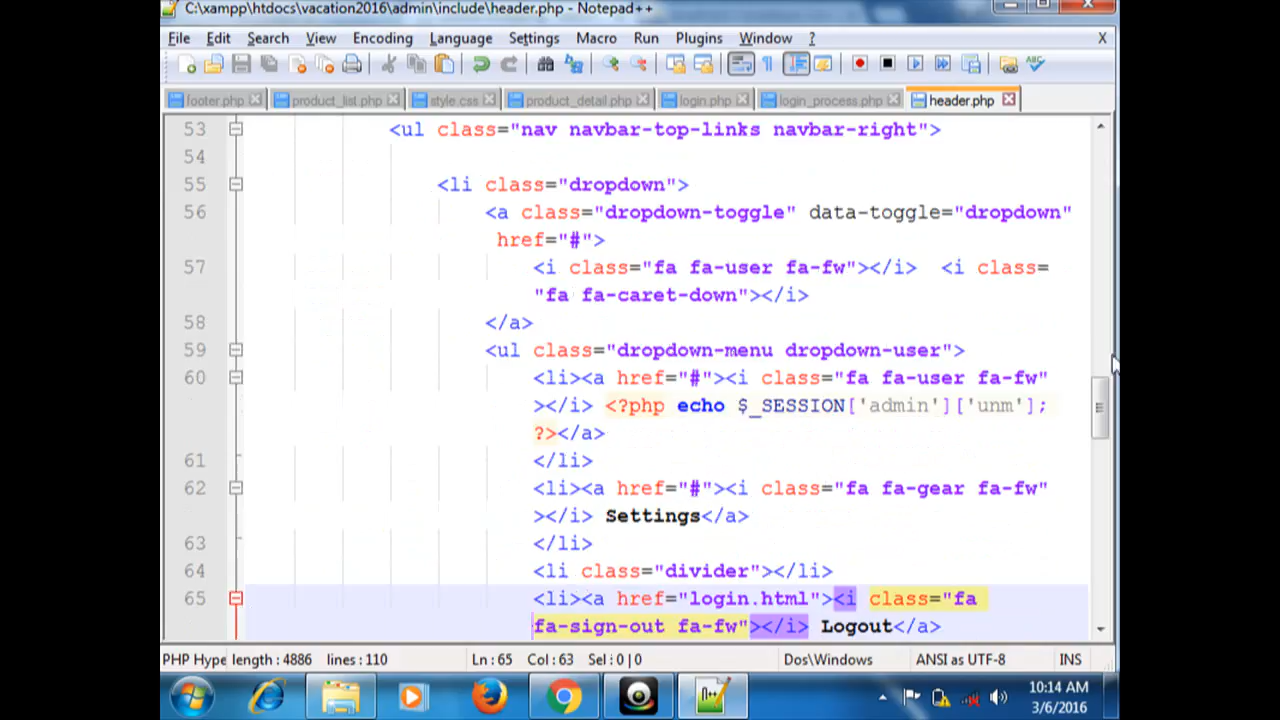 C:\xampp\htdocs\vacation2016\admin\include\header.php - Notepad++
File Edit Search View Encoding Language Settings Macro Run Plugins Window ? X
footer.php product_list.php style.css product_detail.php login.php login_process.php header.php
53 <ul class="nav navbar-top-links navbar-right">
54
55 <li class="dropdown">
56 <a class="dropdown-toggle" data-toggle="dropdown"
href="#">
57 <i class="fa fa-user fa-fw"></i> <i class=
"fa fa-caret-down"></i>
58 </a>
59 <ul class="dropdown-menu dropdown-user">
60 <li><a href="#"><i class="fa fa-user fa-fw"
></i> <?php echo $_SESSION['admin']['unm'];
?></a>
61 </li>
62 <li><a href="#"><i class="fa fa-gear fa-fw"
></i> Settings</a>
63 </li>
64 <li class="divider"></li>
65 <li><a href="login.html"><i class="fa
fa-sign-out fa-fw"></i> Logout</a>
PHP Hype length : 4886 lines : 110 Ln : 65 Col : 63 Sel : 0 | 0 Dos\Windows ANSI as UTF-8 INS
10:14 AM
3/6/2016